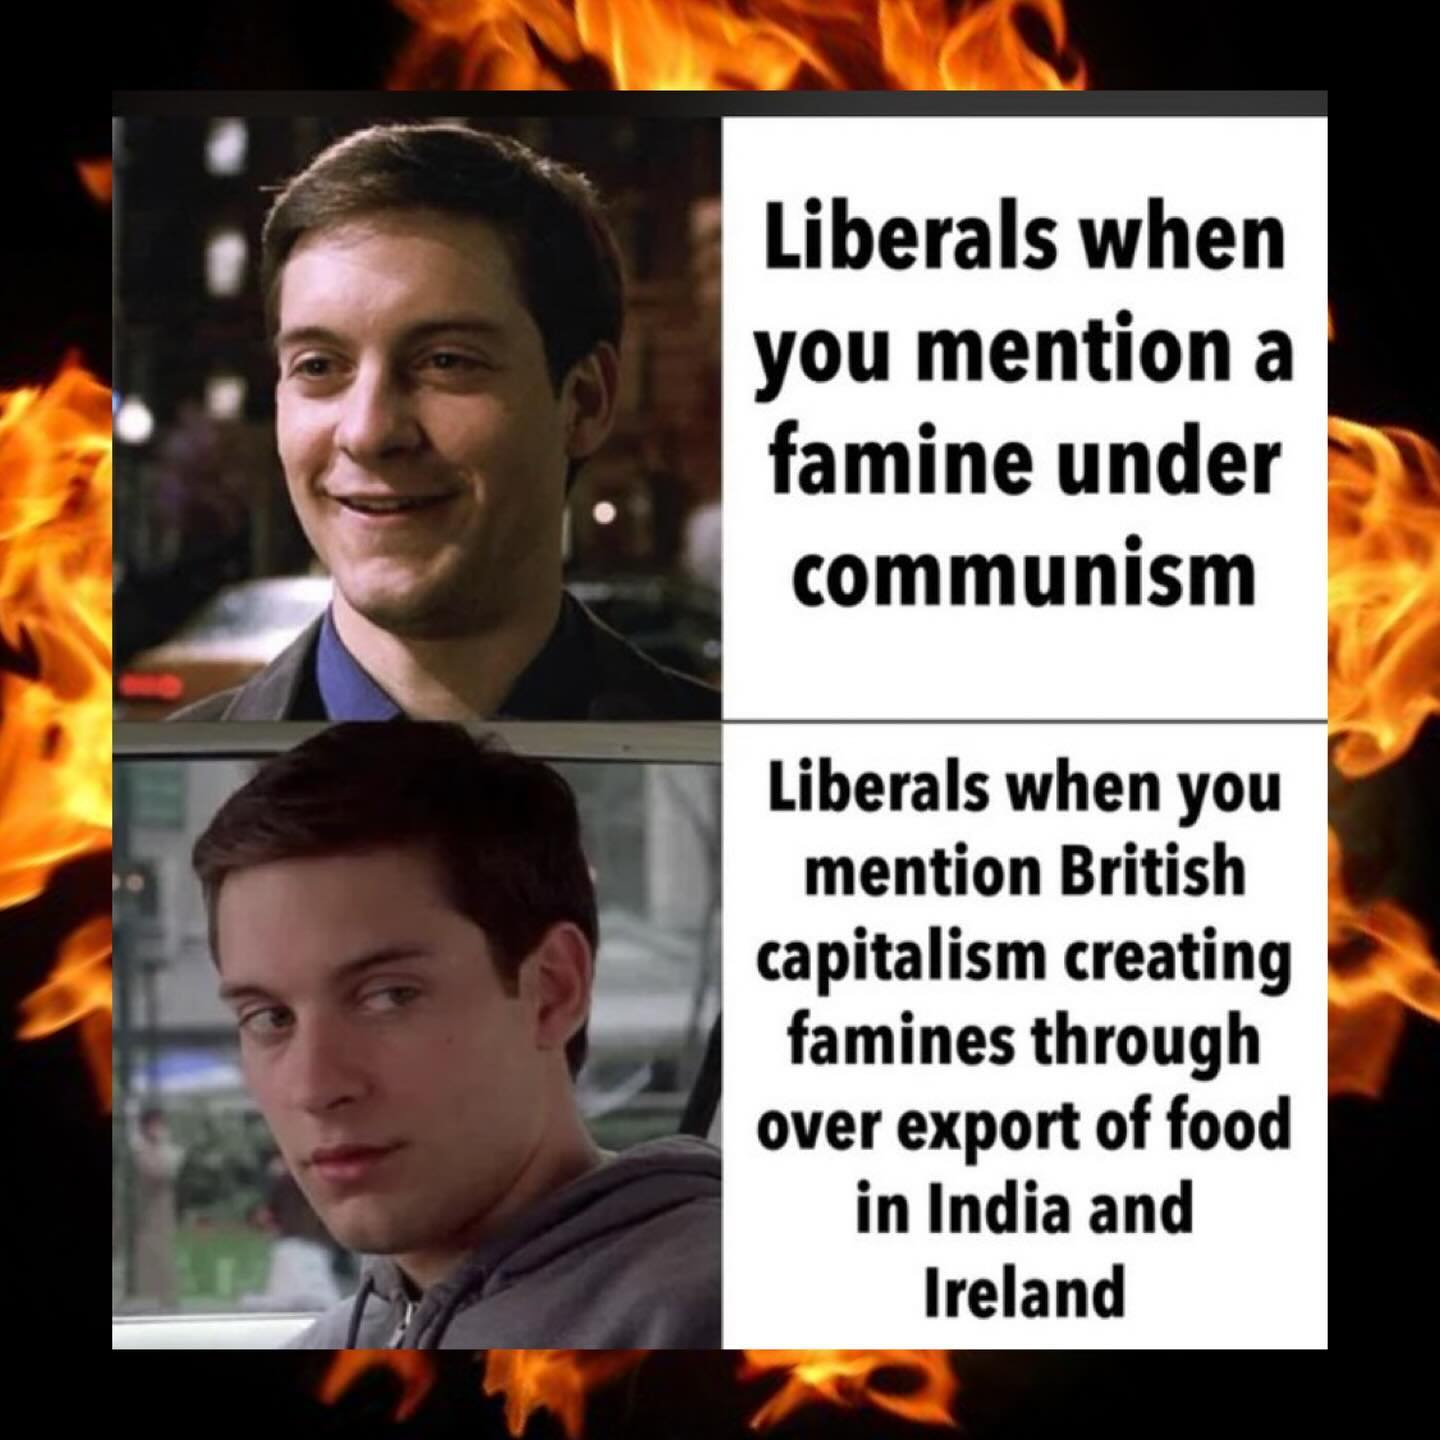 Liberals when
you mention a
famine under
communism
Liberals when you
mention British
capitalism creating
famines through
over export of food
in India and
Ireland